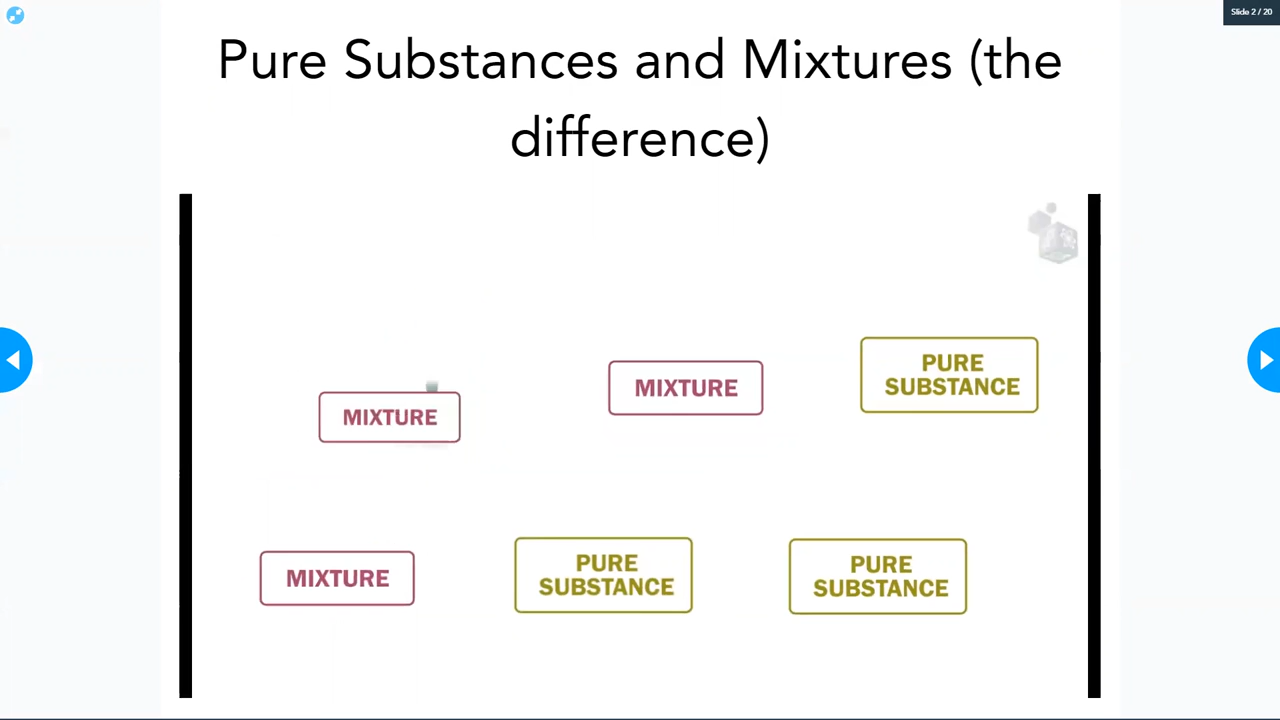 Slide 2 / 20
Pure Substances and Mixtures (the
difference)
MIXTURE
MIXTURE
PURE
SUBSTANCE
MIXTURE
PURE
SUBSTANCE
PURE
SUBSTANCE